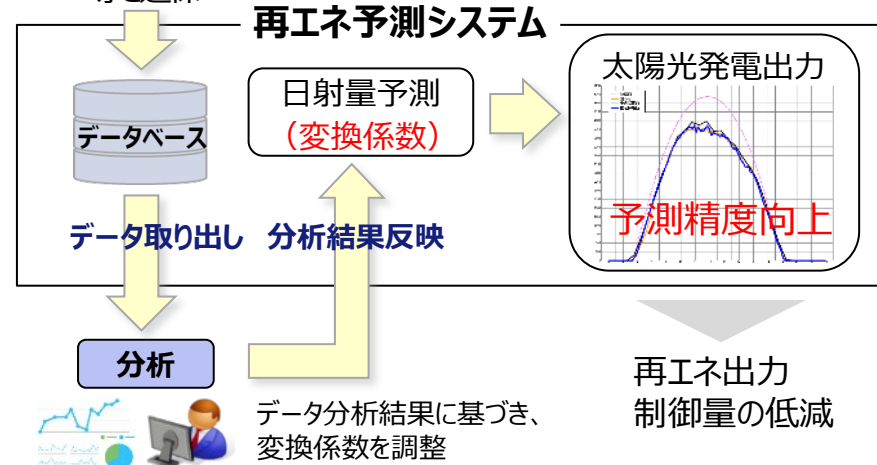 再エネ予測システム
データベース
日射量予測
（変換係数）
太陽光発電出力
予測精度向上
データ取り出し
分析結果反映
分析
データ分析結果に基づき、
変換係数を調整
再エネ出力
制御量の低減